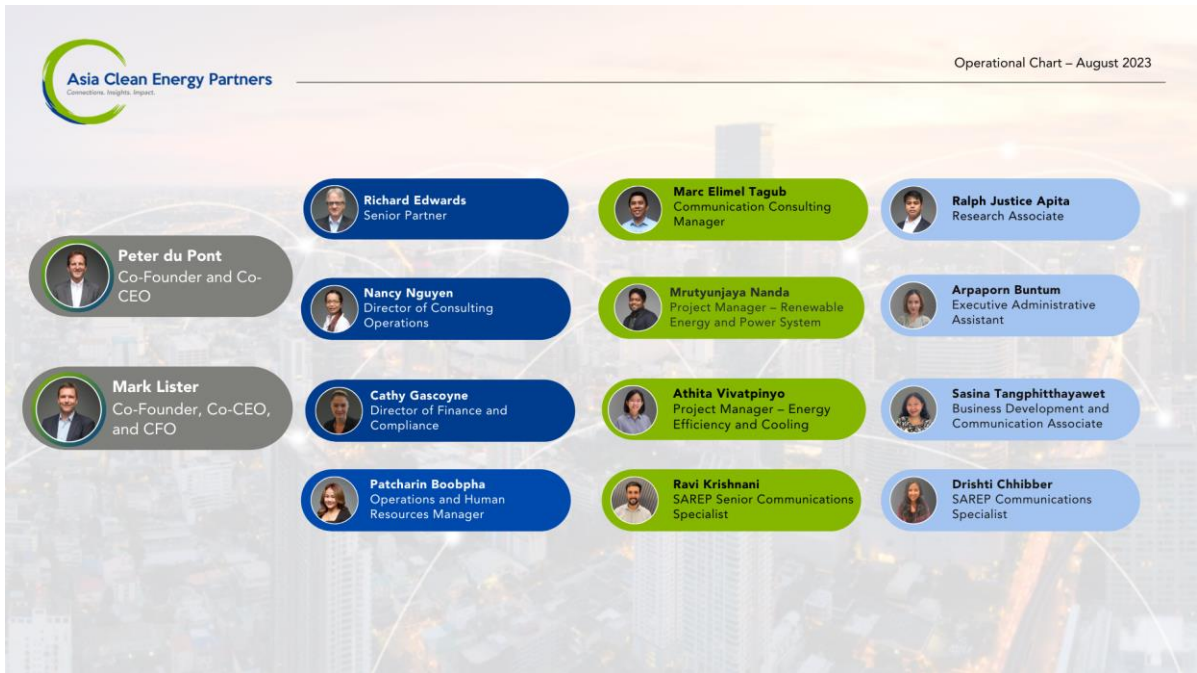 Asia Clean Energy Partners
Connections. Insights. Impact.
Operational Chart – August 2023
Peter du Pont
Co-Founder and Co-
CEO
Mark Lister
Co-Founder, Co-CEO,
and CFO
Richard Edwards
Senior Partner
Nancy Nguyen
Director of Consulting
Operations
Cathy Gascoyne
Director of Finance and
Compliance
Patcharin Boobpha
Operations and Human
Resources Manager
Marc Elimel Tagub
Communication Consulting
Manager
Mrutyunjaya Nanda
Project Manager – Renewable
Energy and Power System
Athita Vivatpinyo
Project Manager – Energy
Efficiency and Cooling
Ravi Krishnani
SAREP Senior Communications
Specialist
Ralph Justice Apita
Research Associate
Arpaporn Buntum
Executive Administrative
Assistant
Sasina Tangphitthayawet
Business Development and
Communication Associate
Drishti Chhibber
SAREP Communications
Specialist